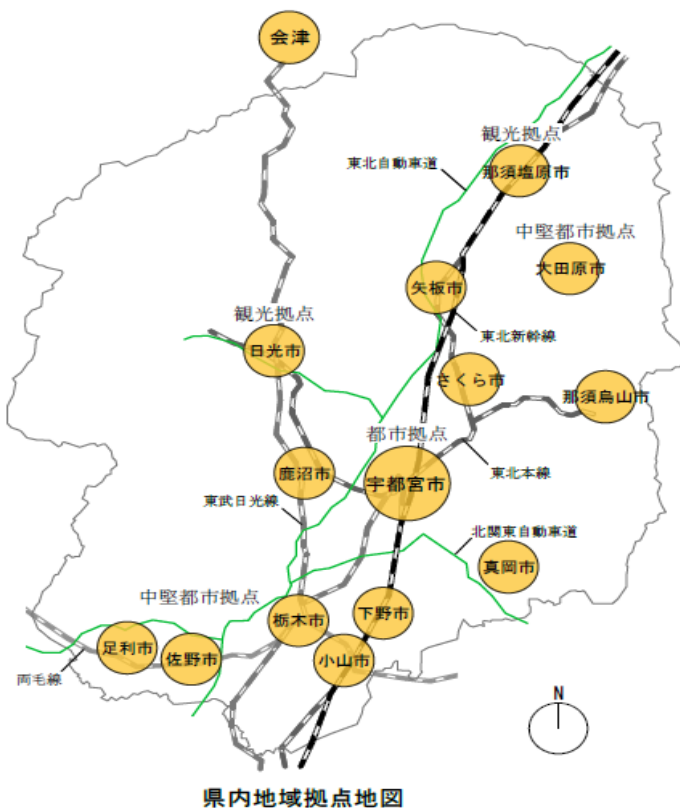 会津
観光拠点
那須塩原市
東北自動車道
中堅都市拠点
大田原市
矢板市
観光拠点
日光市
東北新幹線
さくら市
那須烏山市
都市拠点
宇都宮市
鹿沼市
東北本線
東武日光線
北関東自動車道
真岡市
中堅都市拠点
栃木市
下野市
足利市
佐野市
小山市
両毛線
N
県内地域拠点地図